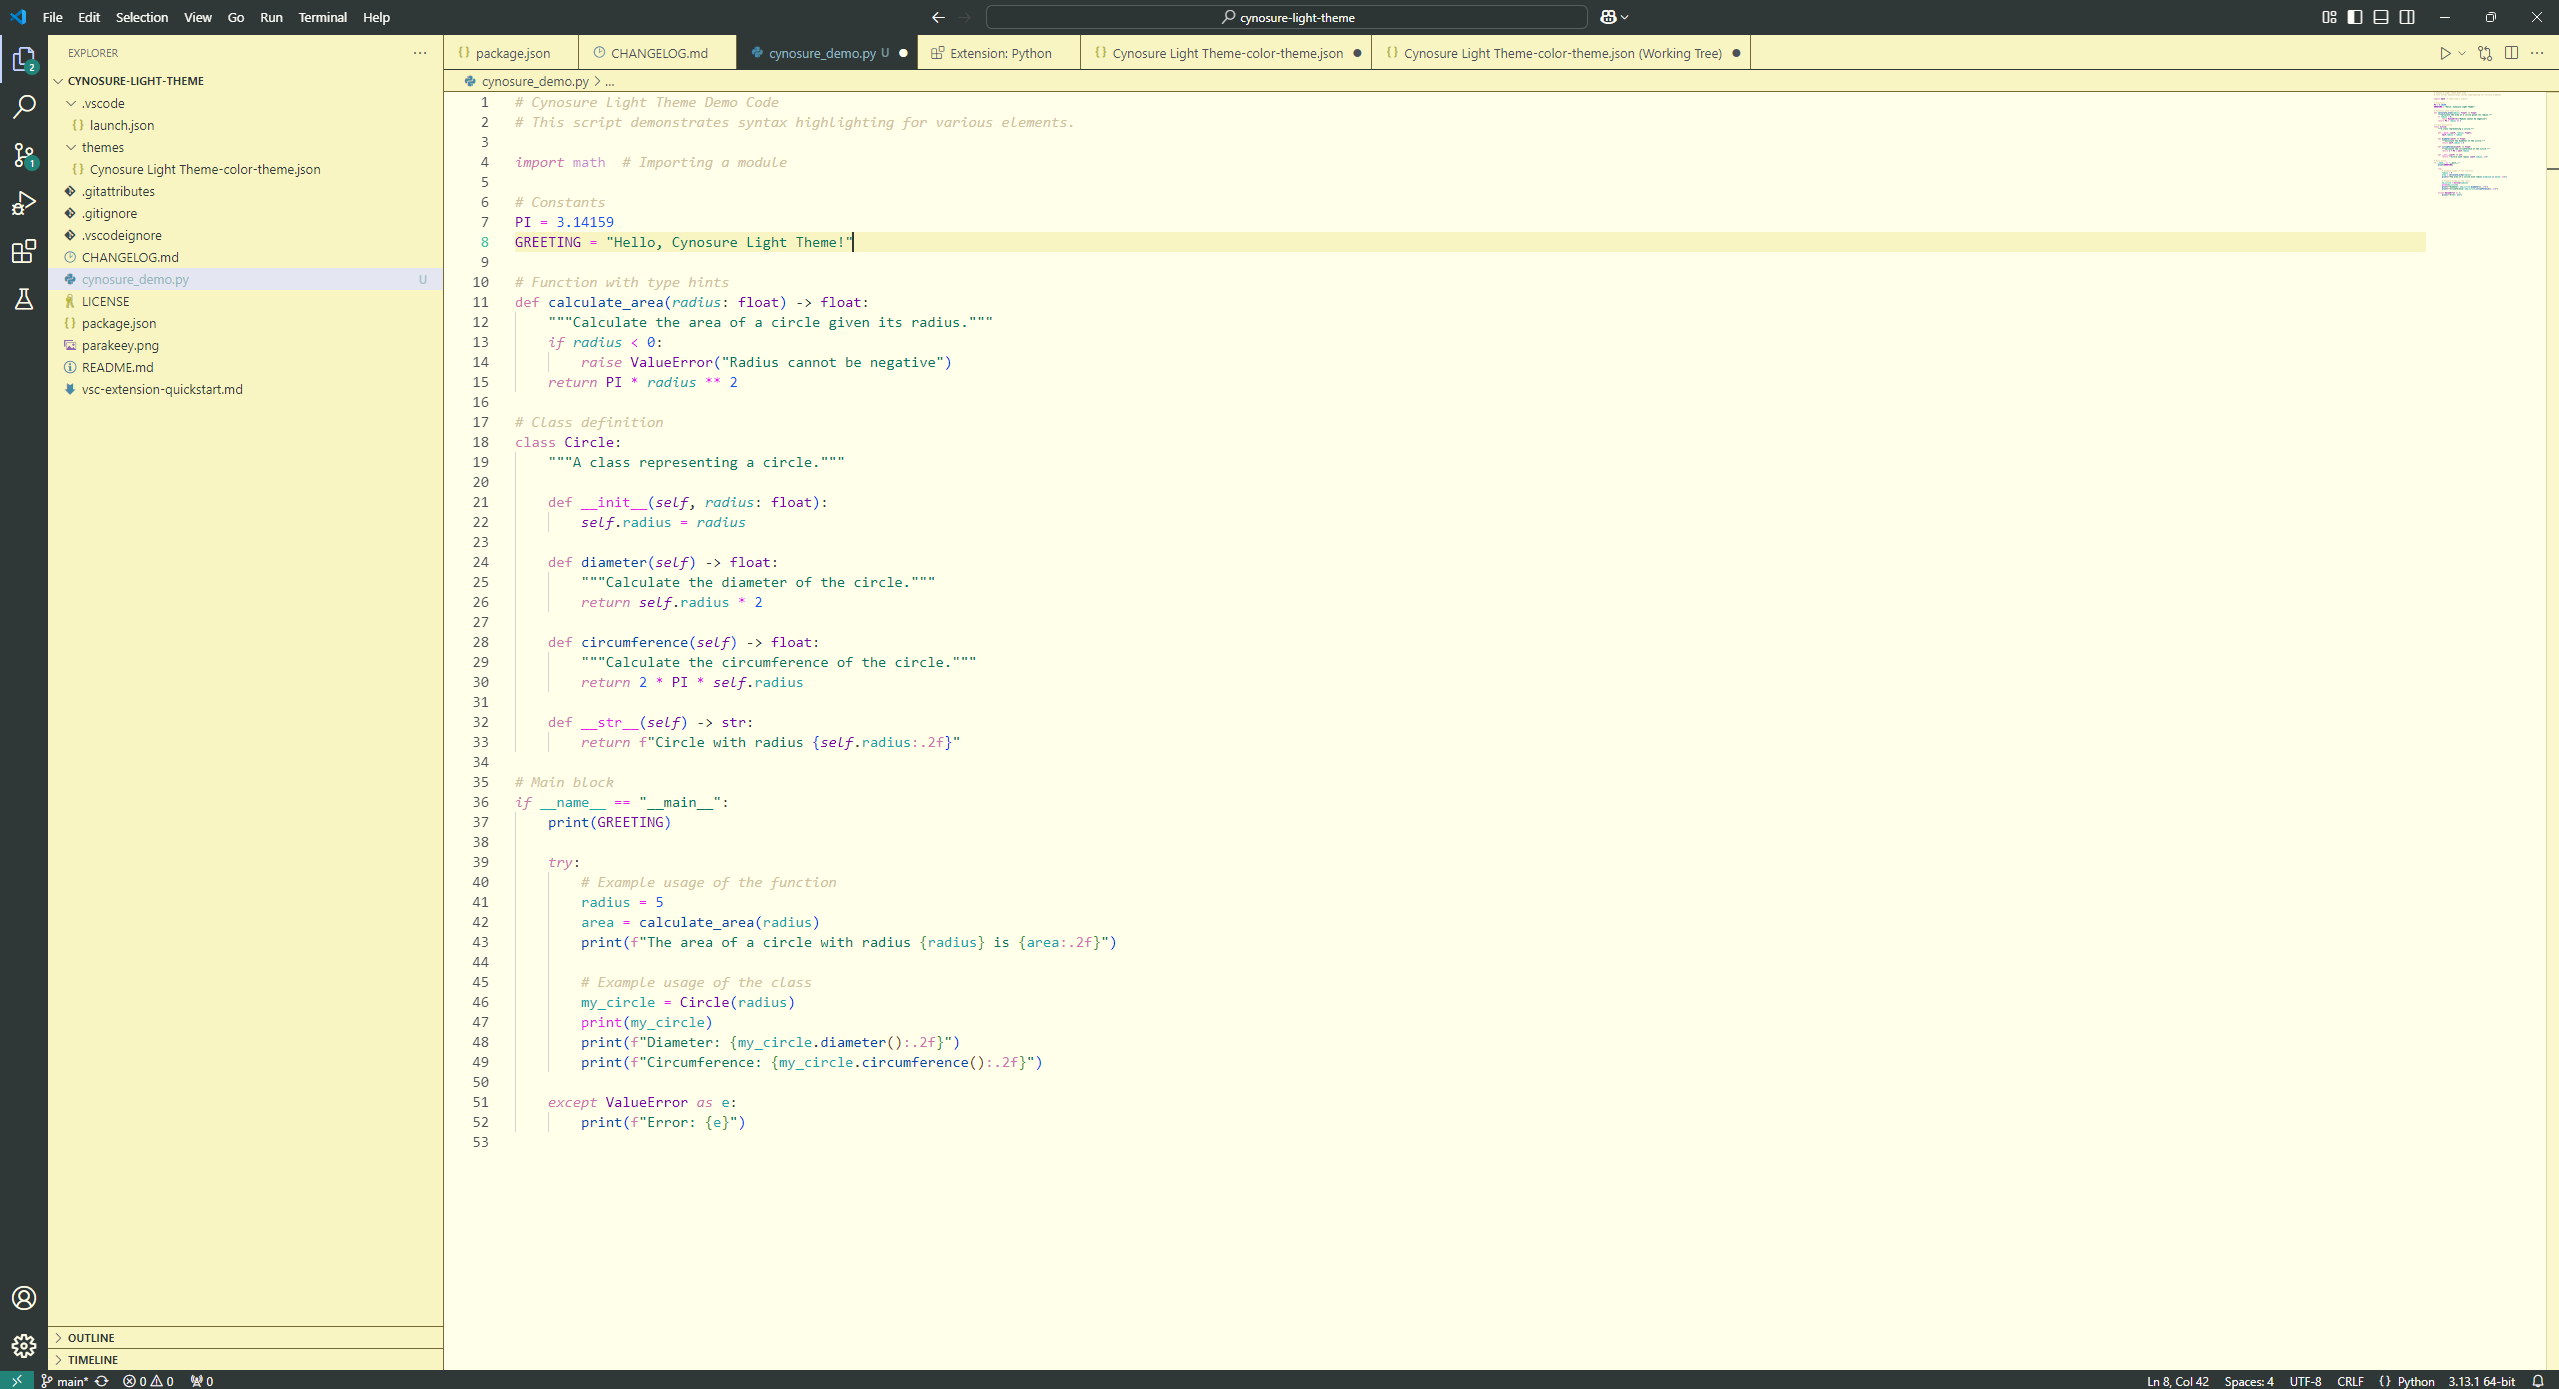 File Edit Selection View Go Run Terminal Help
cynosure-light-theme
EXPLORER
CYNOSURE-LIGHT-THEME
.vscode
{} launch.json
themes
{} Cynosure Light Theme-color-theme.json
.gitattributes
.gitignore
.vscodeignore
CHANGELOG.md
cynosure_demo.py U
LICENSE
{} package.json
parakeey.png
README.md
vsc-extension-quickstart.md
OUTLINE
TIMELINE
2
1
{} package.json CHANGELOG.md cynosure_demo.py U Extension: Python {} Cynosure Light Theme-color-theme.json {} Cynosure Light Theme-color-theme.json (Working Tree)
cynosure_demo.py > ...
1 # Cynosure Light Theme Demo Code
2 # This script demonstrates syntax highlighting for various elements.
3
4 import math  # Importing a module
5
6 # Constants
7 PI = 3.14159
8 GREETING = "Hello, Cynosure Light Theme!"
9
10 # Function with type hints
11 def calculate_area(radius: float) -> float:
12     """Calculate the area of a circle given its radius."""
13     if radius < 0:
14         raise ValueError("Radius cannot be negative")
15     return PI * radius ** 2
16
17 # Class definition
18 class Circle:
19     """A class representing a circle."""
20
21     def __init__(self, radius: float):
22         self.radius = radius
23
24     def diameter(self) -> float:
25         """Calculate the diameter of the circle."""
26         return self.radius * 2
27
28     def circumference(self) -> float:
29         """Calculate the circumference of the circle."""
30         return 2 * PI * self.radius
31
32     def __str__(self) -> str:
33         return f"Circle with radius {self.radius:.2f}"
34
35 # Main block
36 if __name__ == "__main__":
37     print(GREETING)
38
39     try:
40         # Example usage of the function
41         radius = 5
42         area = calculate_area(radius)
43         print(f"The area of a circle with radius {radius} is {area:.2f}")
44
45         # Example usage of the class
46         my_circle = Circle(radius)
47         print(my_circle)
48         print(f"Diameter: {my_circle.diameter():.2f}")
49         print(f"Circumference: {my_circle.circumference():.2f}")
50
51     except ValueError as e:
52         print(f"Error: {e}")
53
main* 0 0 0 Ln 8, Col 42 Spaces: 4 UTF-8 CRLF {} Python 3.13.1 64-bit